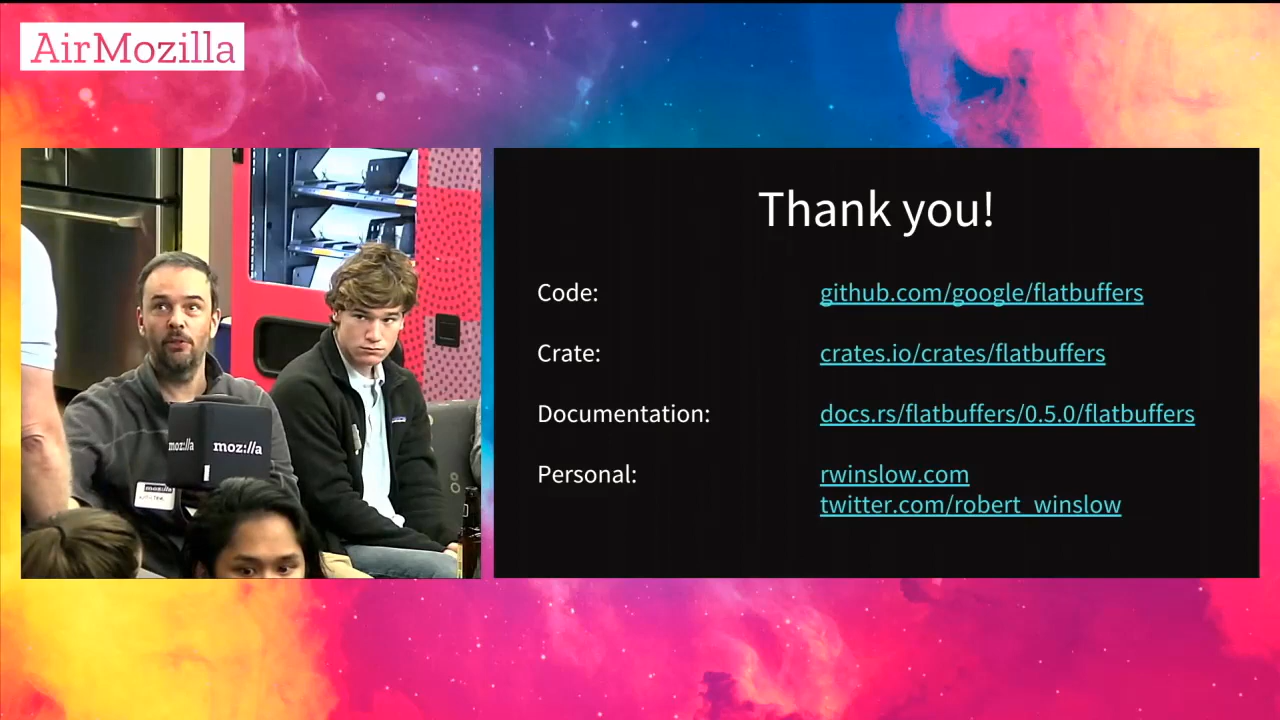 AirMozilla
Thank you!
Code: github.com/google/flatbuffers
Crate: crates.io/crates/flatbuffers
Documentation: docs.rs/flatbuffers/0.5.0/flatbuffers
Personal: rwinslow.com
twitter.com/robert_winslow
moz://a
moz://a
mozilla